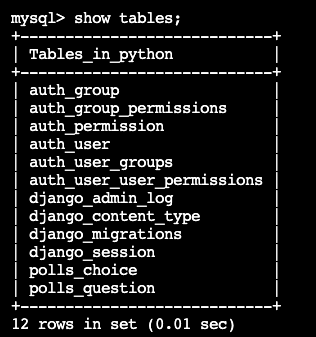 mysql> show tables;
+----------------------------+
| Tables_in_python           |
+----------------------------+
| auth_group                 |
| auth_group_permissions     |
| auth_permission            |
| auth_user                  |
| auth_user_groups           |
| auth_user_user_permissions |
| django_admin_log           |
| django_content_type        |
| django_migrations          |
| django_session             |
| polls_choice               |
| polls_question             |
+----------------------------+
12 rows in set (0.01 sec)